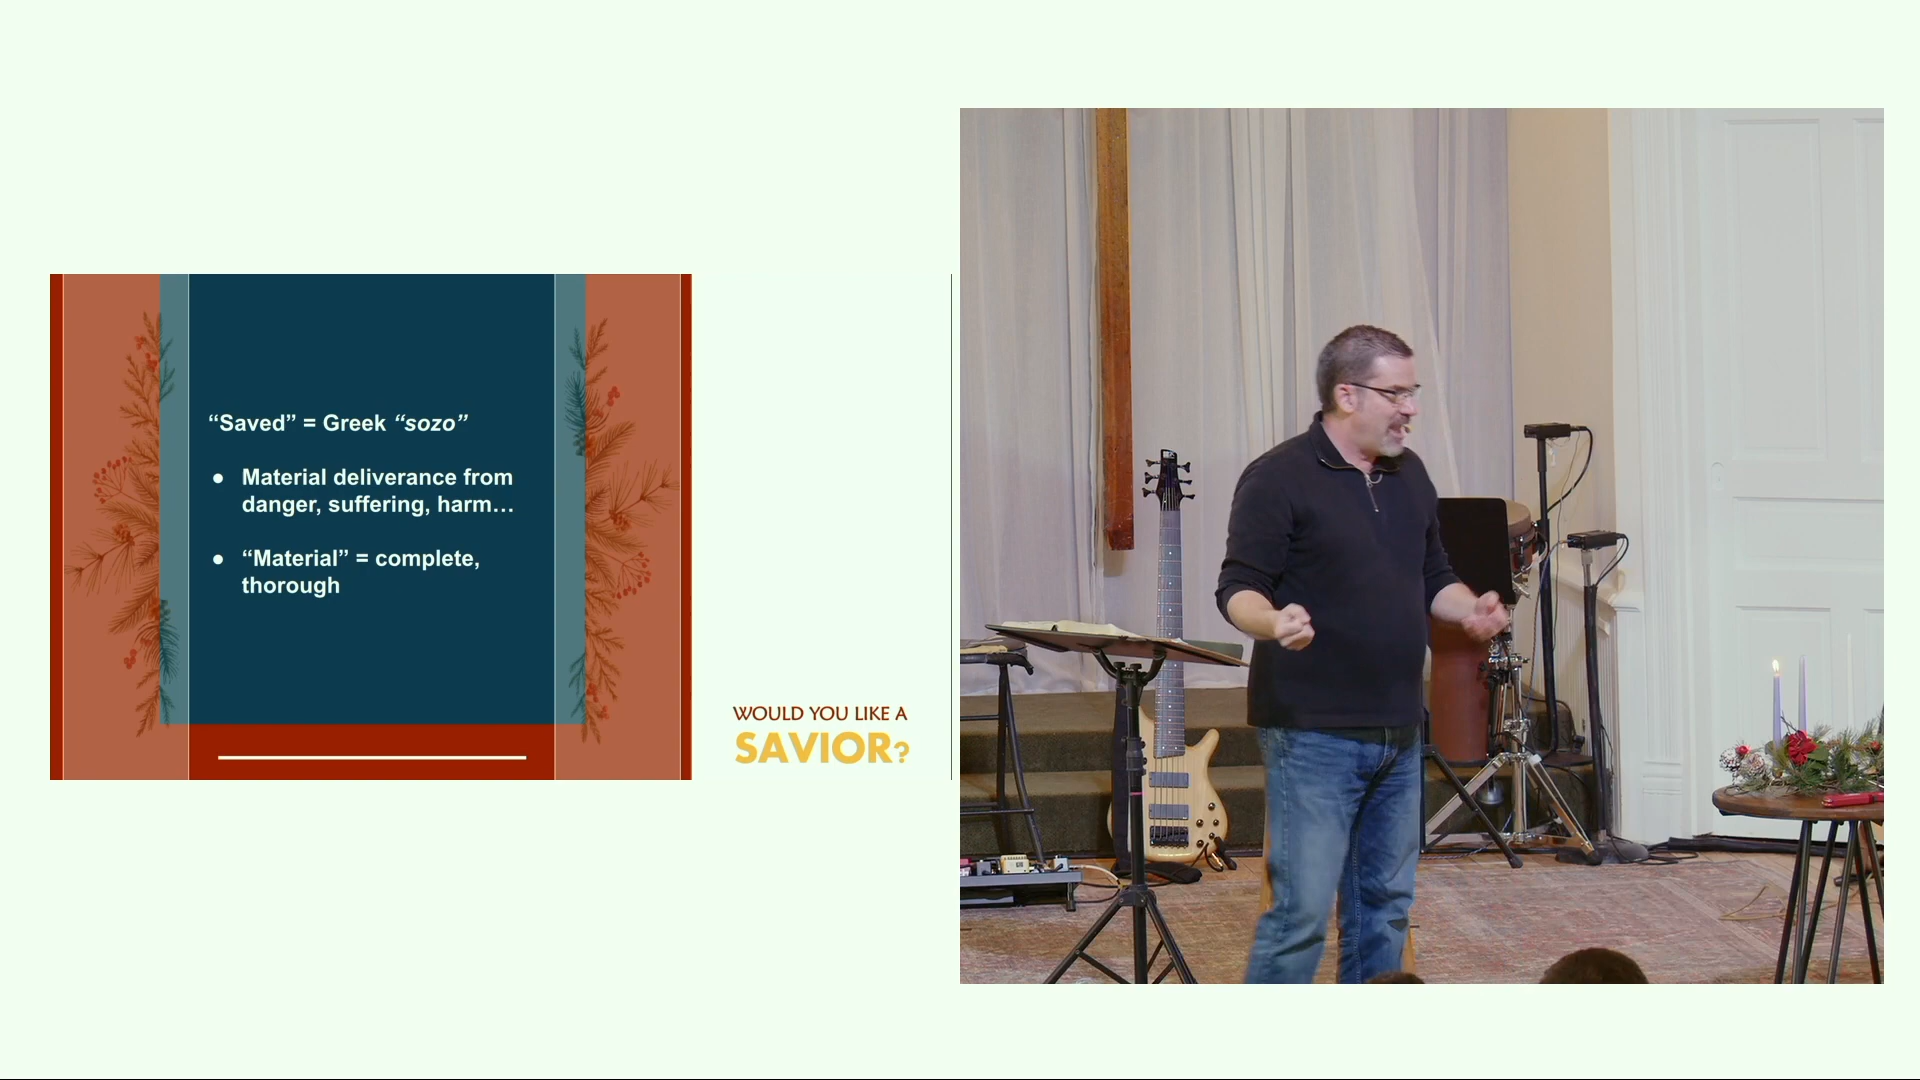 “Saved” = Greek “sozo”
● Material deliverance from
danger, suffering, harm…
● “Material” = complete,
thorough
WOULD YOU LIKE A
SAVIOR?